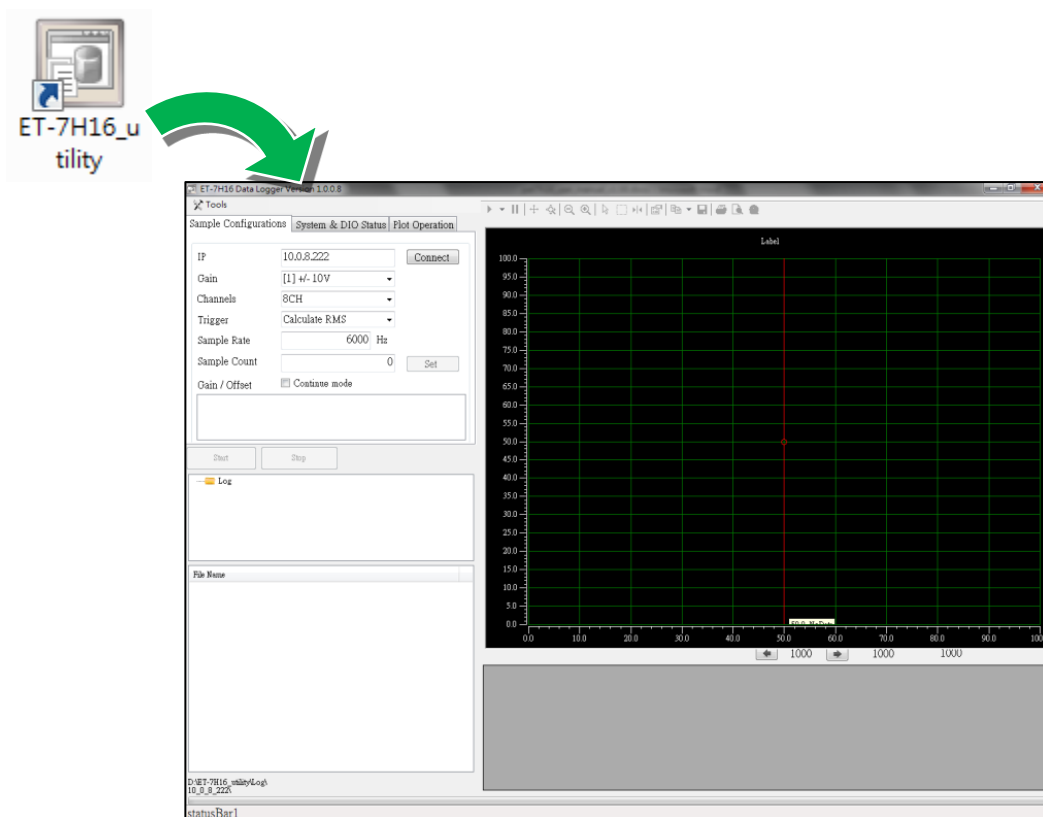 ET-7H16_u
tility
ET-7H16 Data Logger Version 1.0.0.8
Tools
Sample Configurations System & DIO Status Plot Operation
IP 10.0.8.222 Connect
Gain [1] +/- 10V
Channels 8CH
Trigger Calculate RMS
Sample Rate 6000 Hz
Sample Count 0 Set
Gain / Offset Continue mode
Start Stop
Log
File Name
D:\ET-7H16_utility\Log\
10_0_8_222\
statusBar1
Label
100.0
95.0
90.0
85.0
80.0
75.0
70.0
65.0
60.0
55.0
50.0
45.0
40.0
35.0
30.0
25.0
20.0
15.0
10.0
5.0
0.0
0.0 10.0 20.0 30.0 40.0 50.0 60.0 70.0 80.0 90.0 100
1000 1000 1000